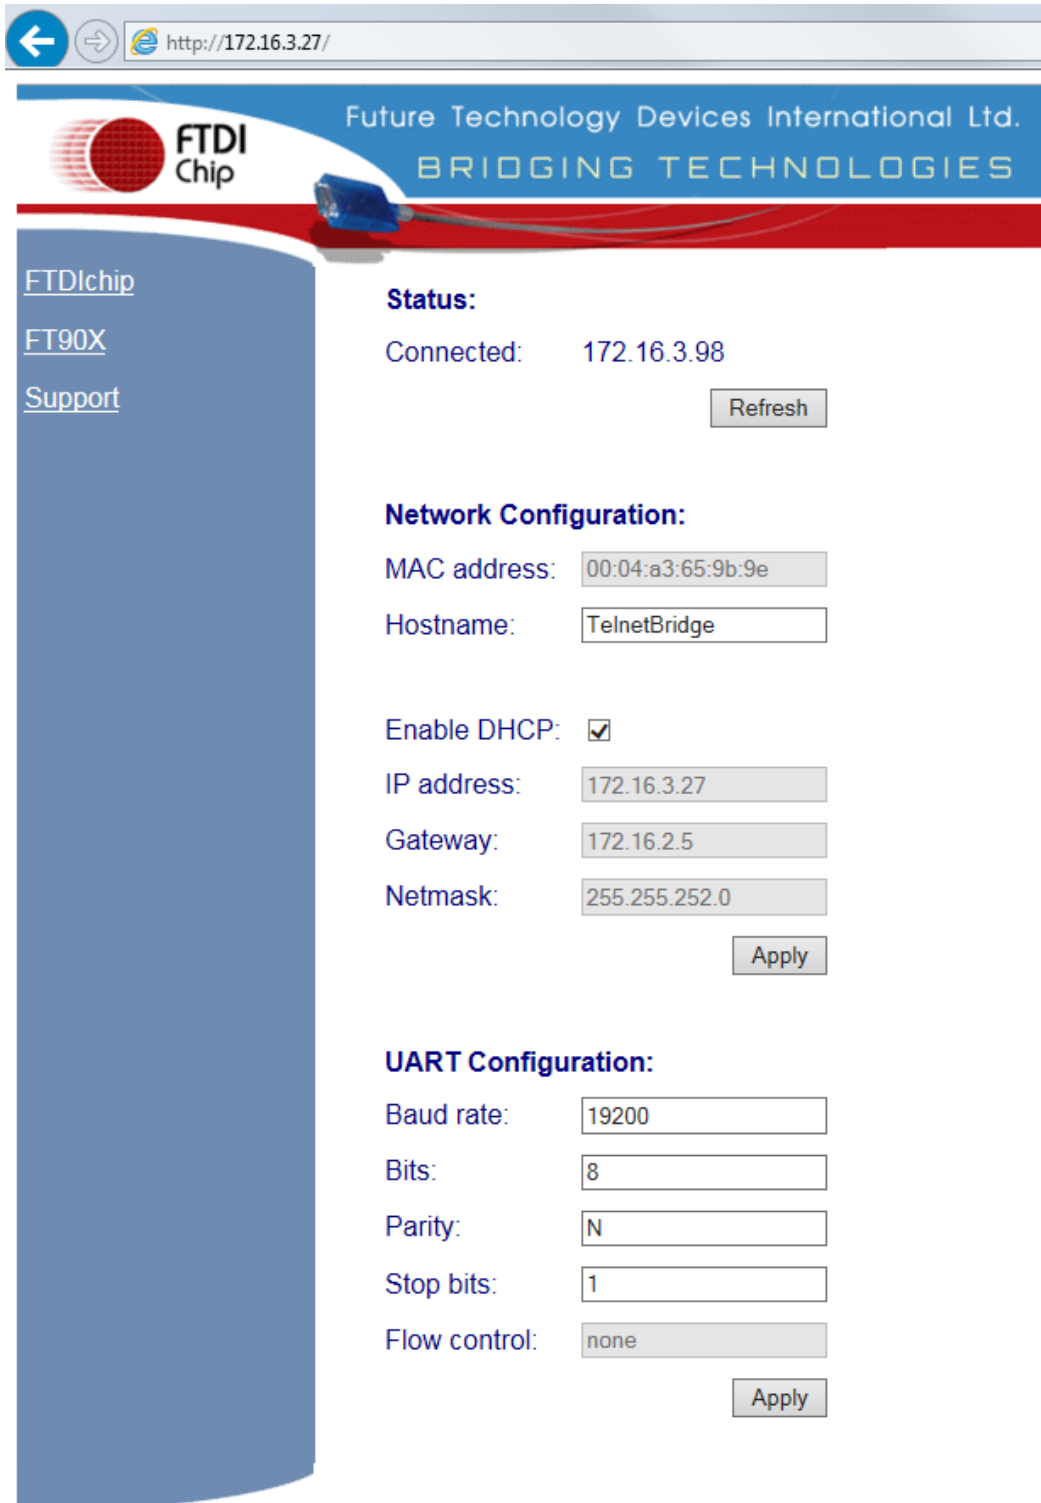 http://172.16.3.27/
Future Technology Devices International Ltd.
FTDI
Chip
BRIDGING TECHNOLOGIES
FTDIchip
FT90X
Support
Status:
Connected: 172.16.3.98
Refresh
Network Configuration:
MAC address: 00:04:a3:65:9b:9e
Hostname: TelnetBridge
Enable DHCP:
IP address: 172.16.3.27
Gateway: 172.16.2.5
Netmask: 255.255.252.0
Apply
UART Configuration:
Baud rate: 19200
Bits: 8
Parity: N
Stop bits: 1
Flow control: none
Apply